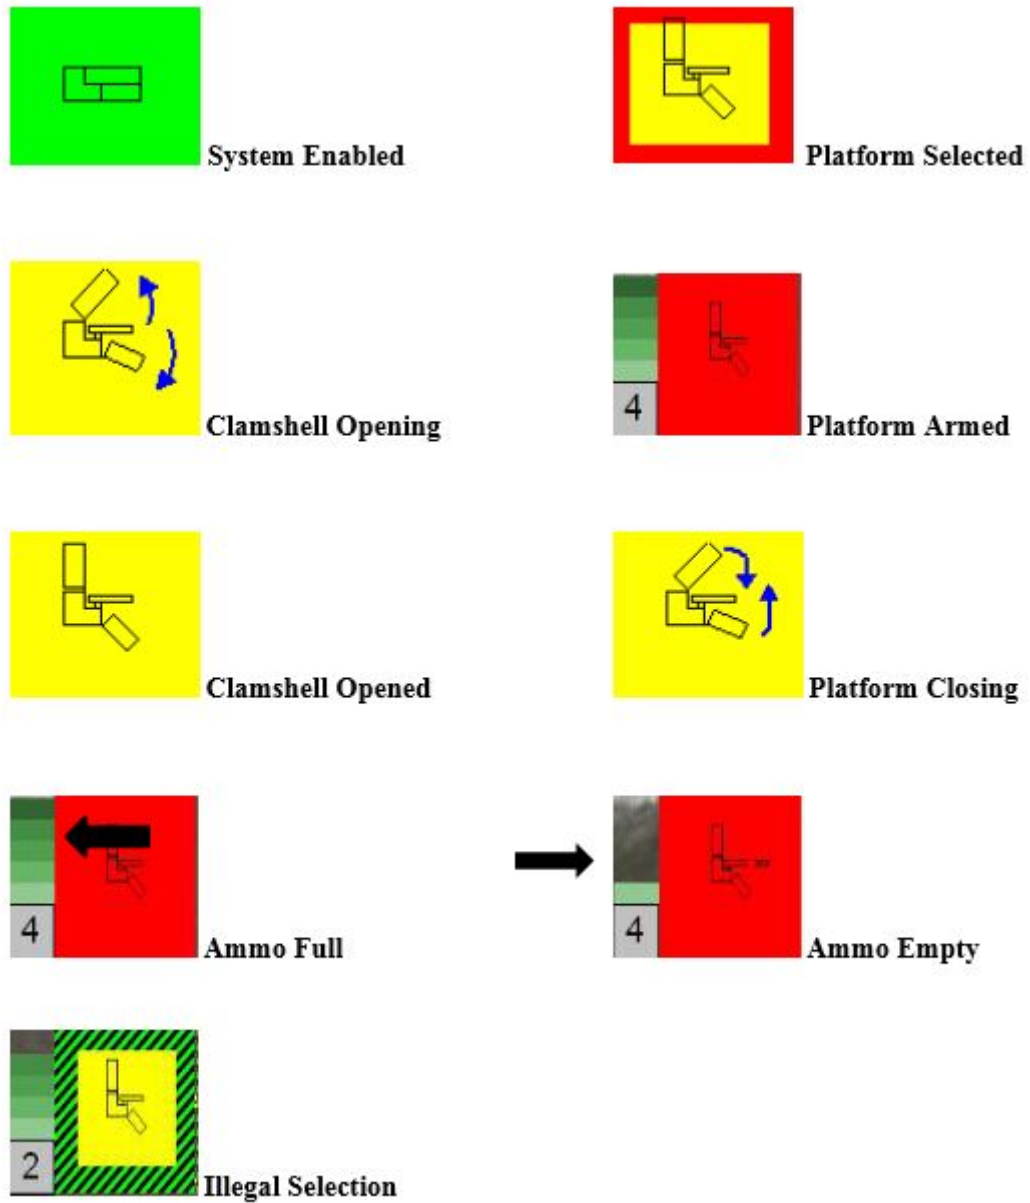 System Enabled
Platform Selected
Clamshell Opening
4
Platform Armed
Clamshell Opened
Platform Closing
4
Ammo Full
4
Ammo Empty
2
Illegal Selection